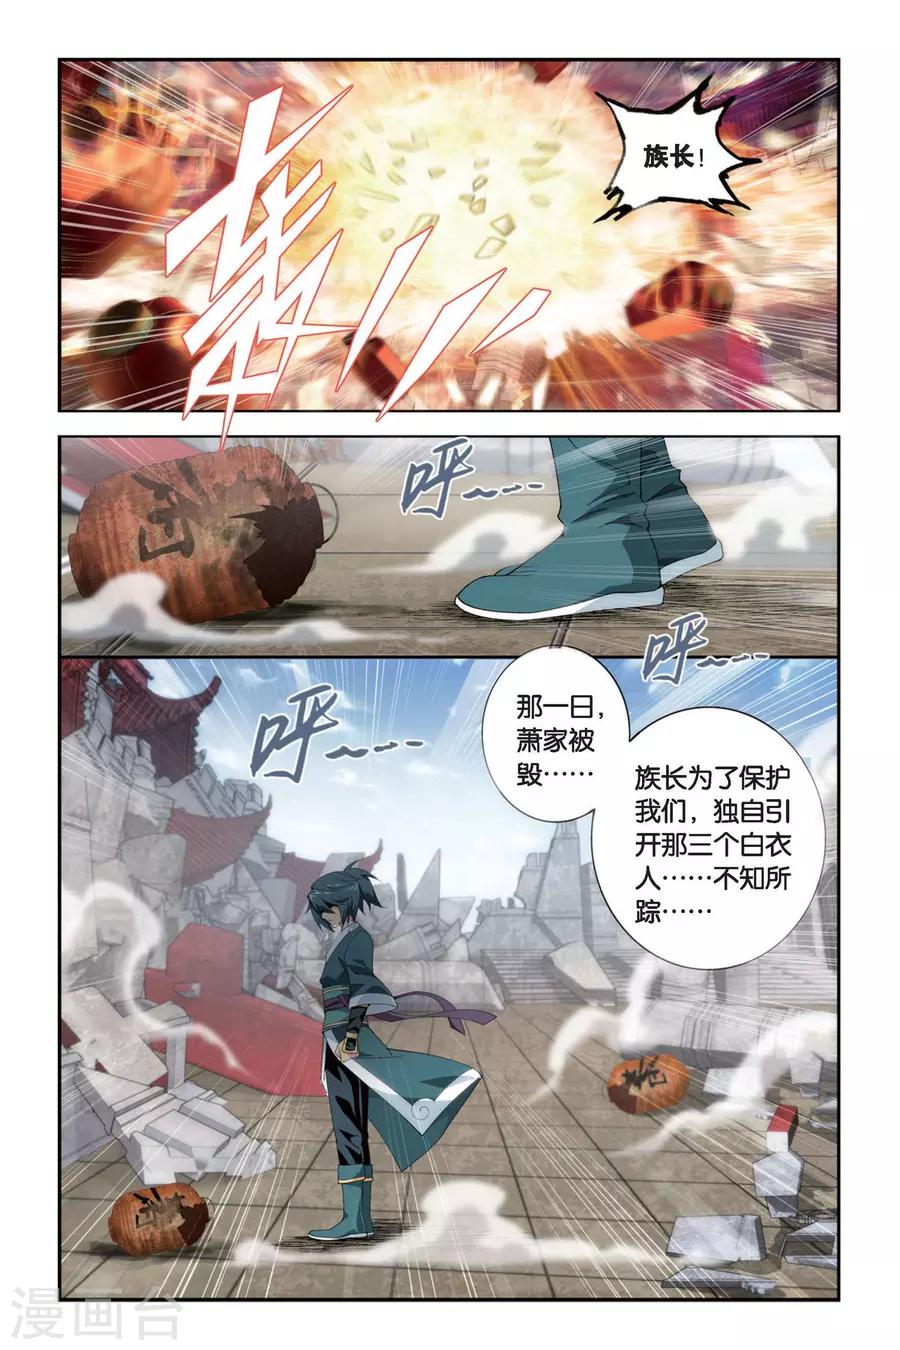 族长！
呼~~…
呼~~…
呼~~…
那一日，
萧家被
毁……
族长为了保护
我们，独自引
开那三个白衣
人……不知所
踪……
漫画台